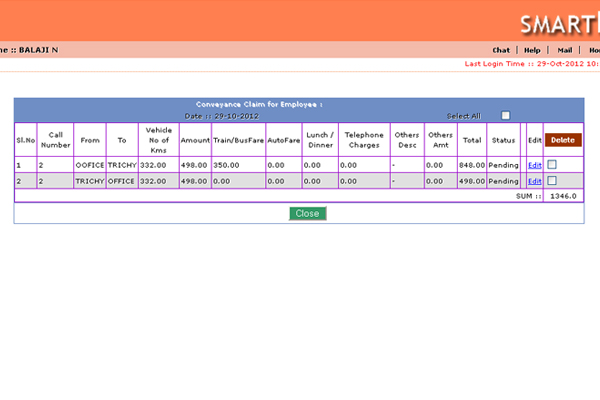 SMART
:: BALAJI N
Chat | Help | Mail |
Last Login Time :: 29-Oct-2012 10:
Conveyance Claim for Employee :
Date :: 29-10-2012 Select All
Sl.No Call Number From To Vehicle No of Kms Amount Train/BusFare AutoFare Lunch / Dinner Telephone Charges Others Desc Others Amt Total Status Edit Delete
1 2 OOFICE TRICHY 332.00 498.00 350.00 0.00 0.00 0.00 - 0.00 848.00 Pending Edit
2 2 TRICHY OFFICE 332.00 498.00 0.00 0.00 0.00 0.00 - 0.00 498.00 Pending Edit
SUM :: 1346.0
Close